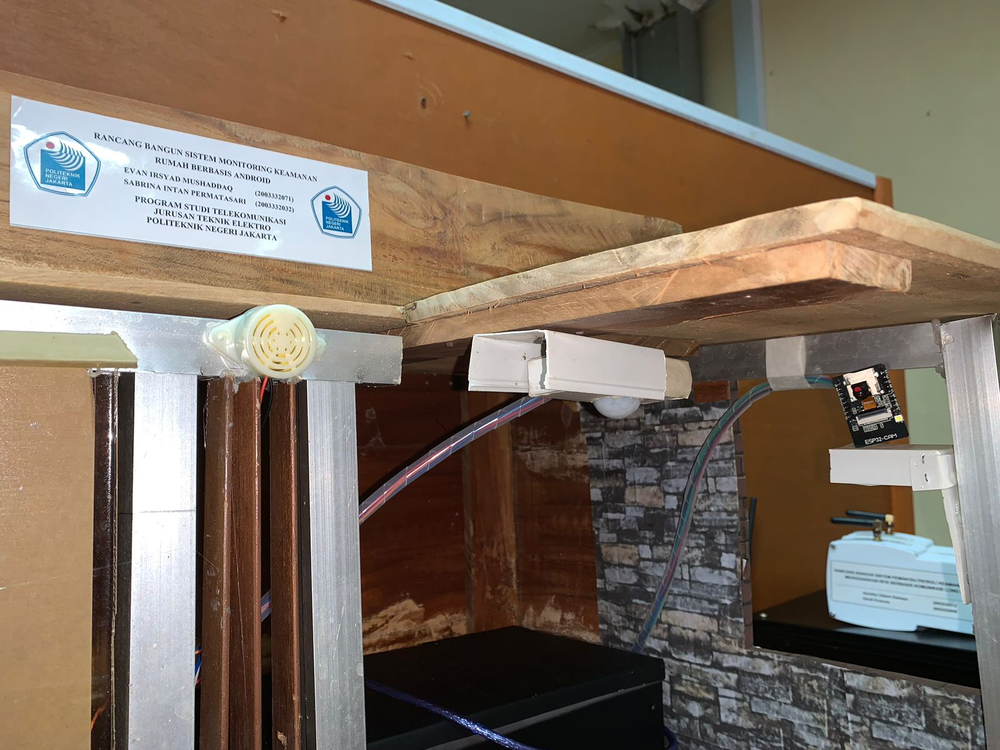 RANCANG BANGUN SISTEM MONITORING KEAMANAN
RUMAH BERBASIS ANDROID
EVAN IRSYAD MUSHADDAQ (2003332071)
SABRINA INTAN PERMATASARI (2003332032)
PROGRAM STUDI TELEKOMUNIKASI
JURUSAN TEKNIK ELEKTRO
POLITEKNIK NEGERI JAKARTA
POLITEKNIK
NEGERI
JAKARTA
POLITEKNIK
NEGERI
JAKARTA
ESP32-CAM